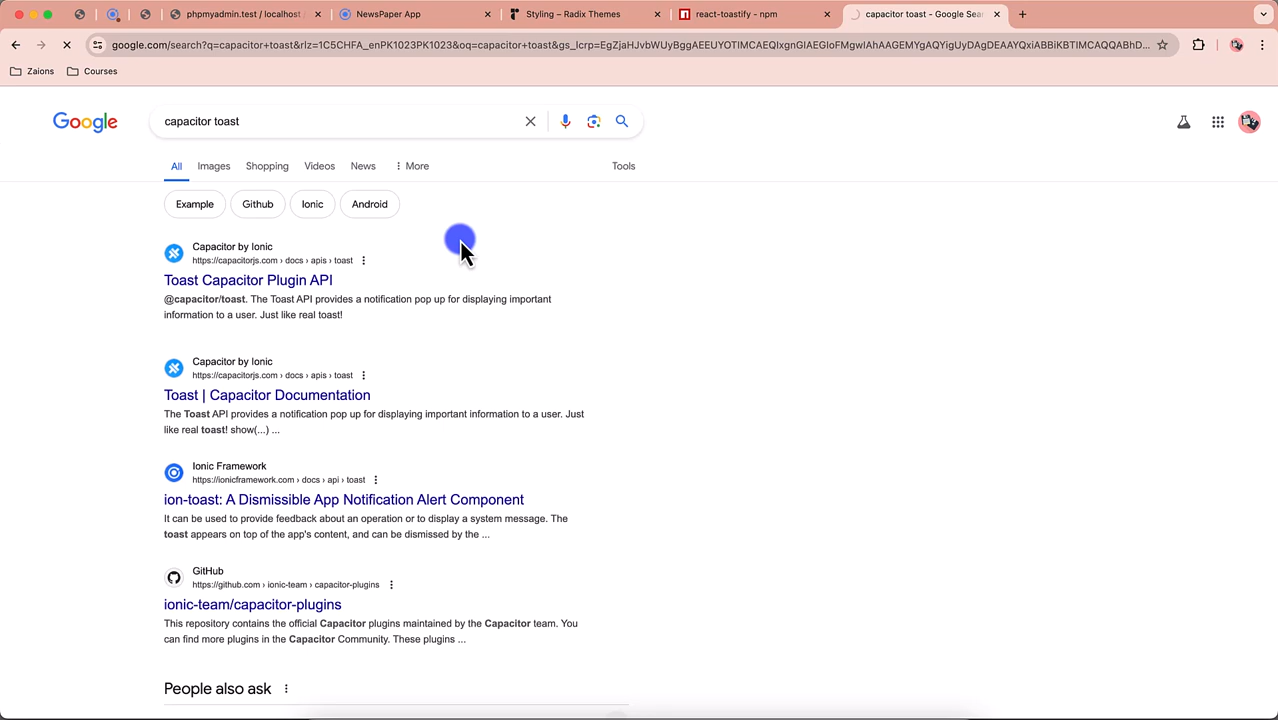 phpmyadmin.test / localhost
NewsPaper App
Styling – Radix Themes
react-toastify - npm
capacitor toast - Google Sea
google.com/search?q=capacitor+toast&rlz=1C5CHFA_enPK1023PK1023&oq=capacitor+toast&gs_lcrp=EgZjaHJvbWUyBggAEEUYOTIMCAEQIxgnGIAEGIoFMgwIAhAAGEMYgAQYigUyDAgDEAAYQxiABBiKBTIMCAQQABhD...
Zaions
Courses
Google
capacitor toast
All
Images
Shopping
Videos
News
More
Tools
Example
Github
Ionic
Android
Capacitor by Ionic
https://capacitorjs.com › docs › apis › toast
Toast Capacitor Plugin API
@capacitor/toast. The Toast API provides a notification pop up for displaying important
information to a user. Just like real toast!
Capacitor by Ionic
https://capacitorjs.com › docs › apis › toast
Toast | Capacitor Documentation
The Toast API provides a notification pop up for displaying important information to a user. Just
like real toast! show(...) ...
Ionic Framework
https://ionicframework.com › docs › api › toast
ion-toast: A Dismissible App Notification Alert Component
It can be used to provide feedback about an operation or to display a system message. The
toast appears on top of the app's content, and can be dismissed by the ...
GitHub
https://github.com › ionic-team › capacitor-plugins
ionic-team/capacitor-plugins
This repository contains the official Capacitor plugins maintained by the Capacitor team. You
can find more plugins in the Capacitor Community. These plugins ...
People also ask